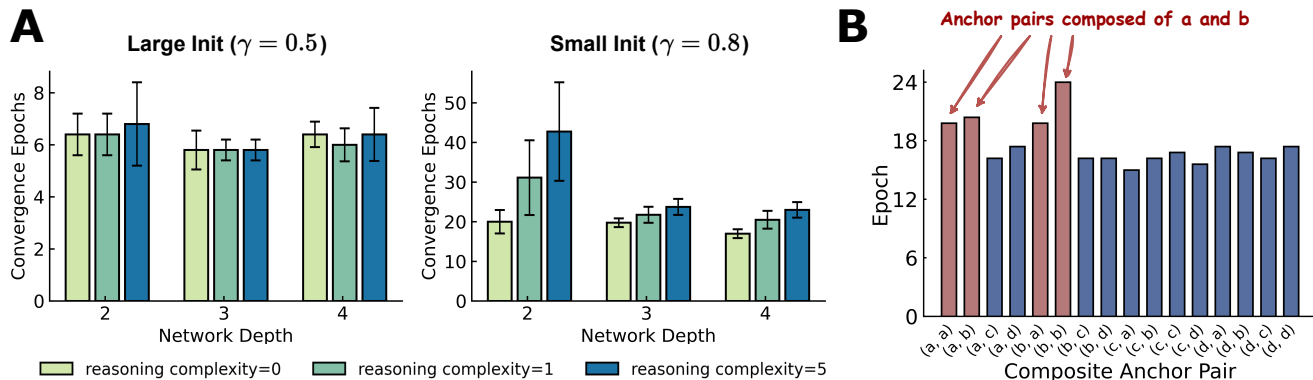 A
Large Init (γ = 0.5)
Convergence Epochs
8
6
4
2
0
2
3
4
Network Depth
Small Init (γ = 0.8)
Convergence Epochs
50
40
30
20
10
0
2
3
4
Network Depth
reasoning complexity=0
reasoning complexity=1
reasoning complexity=5
B
Anchor pairs composed of a and b
Epoch
24
18
12
6
0
(a, a)
(a, b)
(a, c)
(a, d)
(b, a)
(b, b)
(b, c)
(b, d)
(c, a)
(c, b)
(c, c)
(c, d)
(d, a)
(d, b)
(d, c)
(d, d)
Composite Anchor Pair